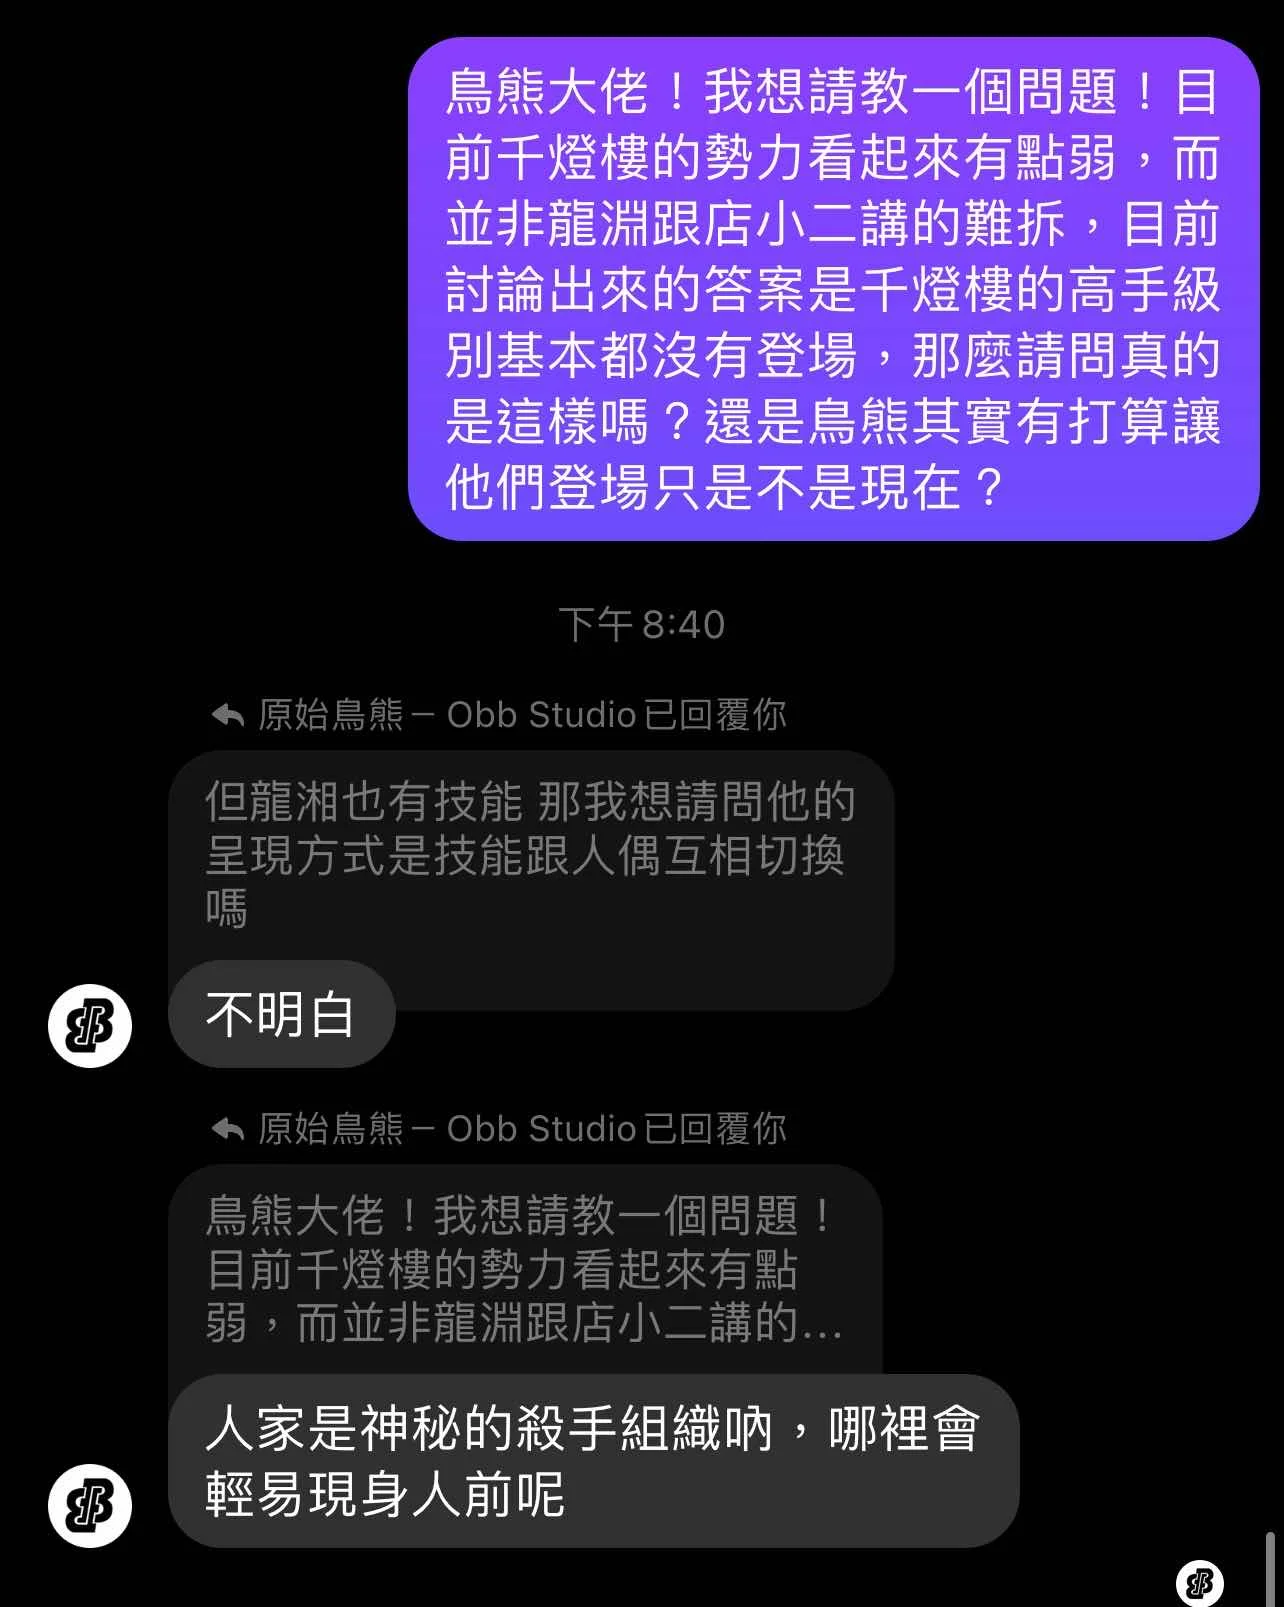 鳥熊大佬！我想請教一個問題！目
前千燈樓的勢力看起來有點弱，而
並非龍淵跟店小二講的難拆，目前
討論出來的答案是千燈樓的高手級
別基本都沒有登場，那麼請問真的
是這樣嗎？還是鳥熊其實有打算讓
他們登場只是不是現在？
下午 8:40
原始鳥熊 – Obb Studio 已回覆你
但龍湘也有技能 那我想請問他的
呈現方式是技能跟人偶互相切換
嗎
不明白
原始鳥熊 – Obb Studio 已回覆你
鳥熊大佬！我想請教一個問題！
目前千燈樓的勢力看起來有點
弱，而並非龍淵跟店小二講的...
人家是神秘的殺手組織吶，哪裡會
輕易現身人前呢